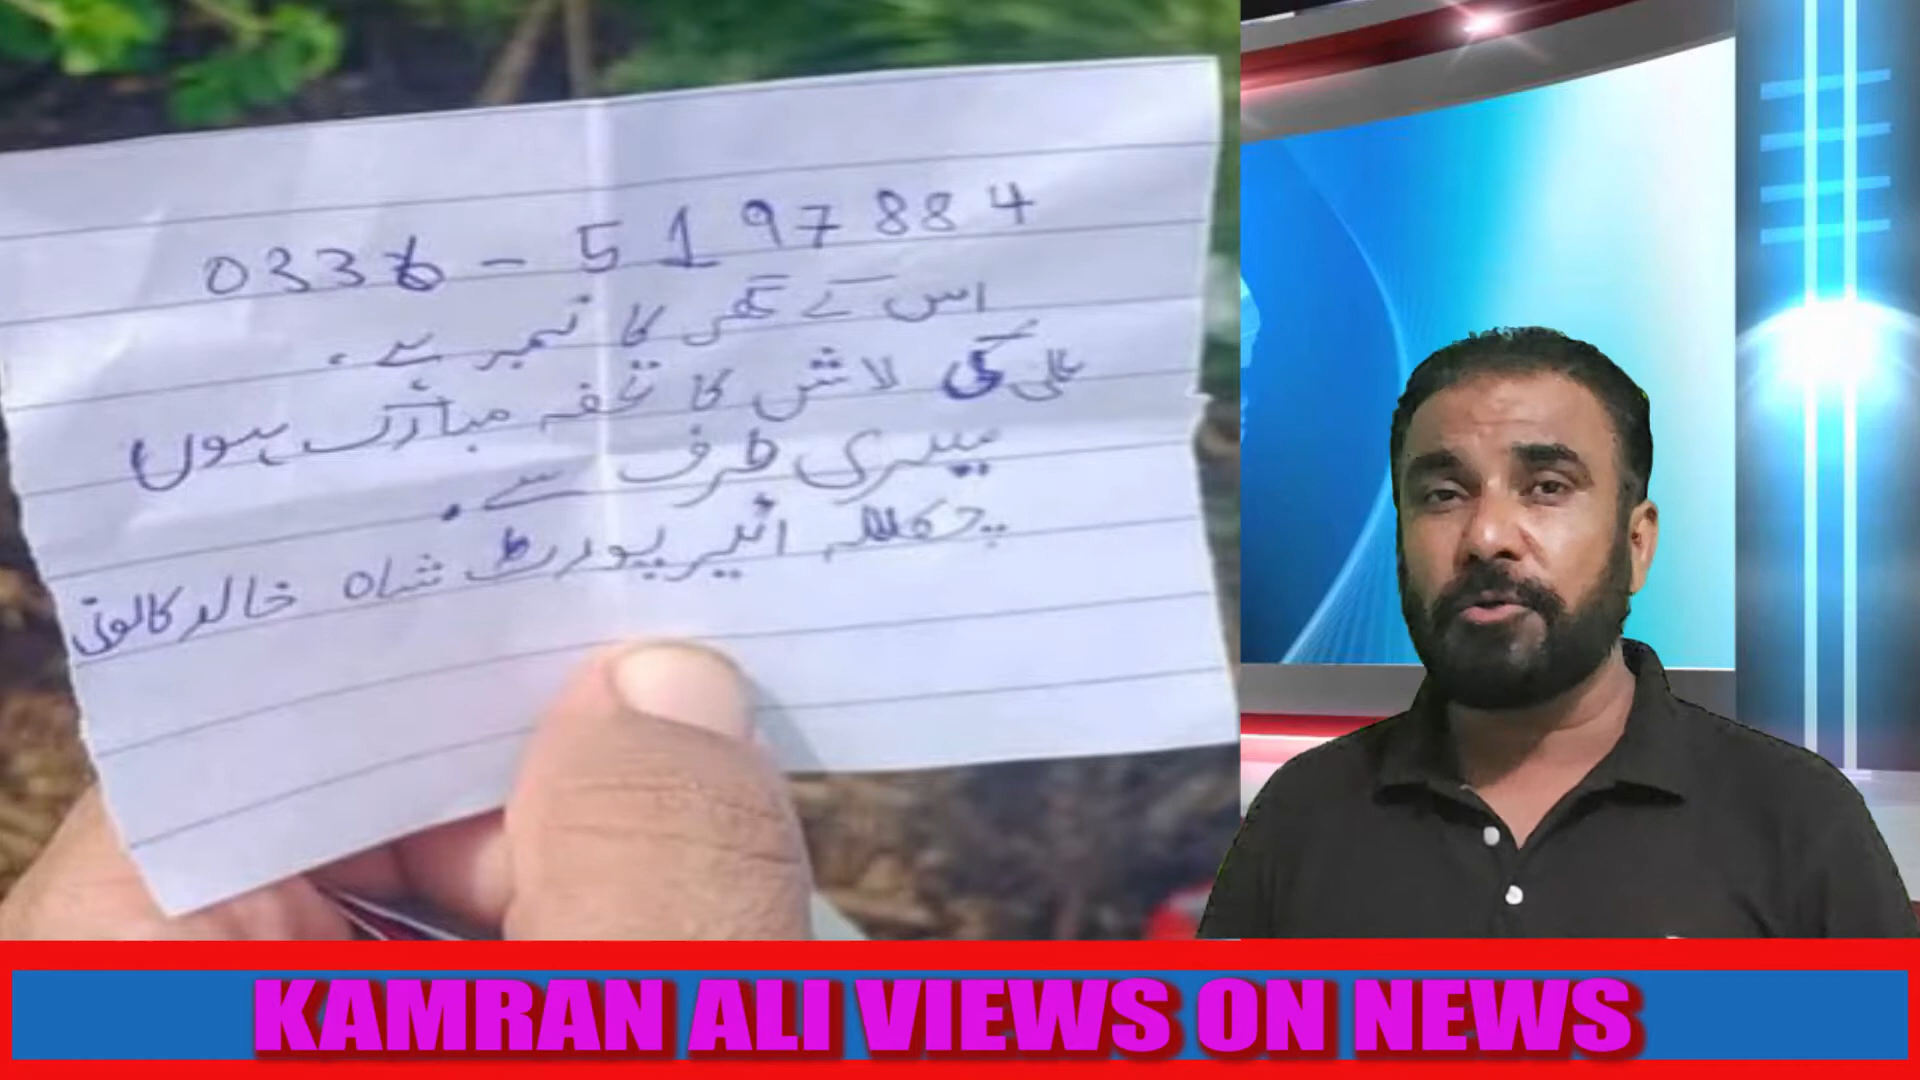 0336 - 5197884
اس کے گھر کا نمبر ہے۔
علی کی لاش کا تحفہ مبارک ہوں
میری طرف سے۔
چکلالہ ائیرپورٹ شاہ خالد کالونی
KAMRAN ALI VIEWS ON NEWS